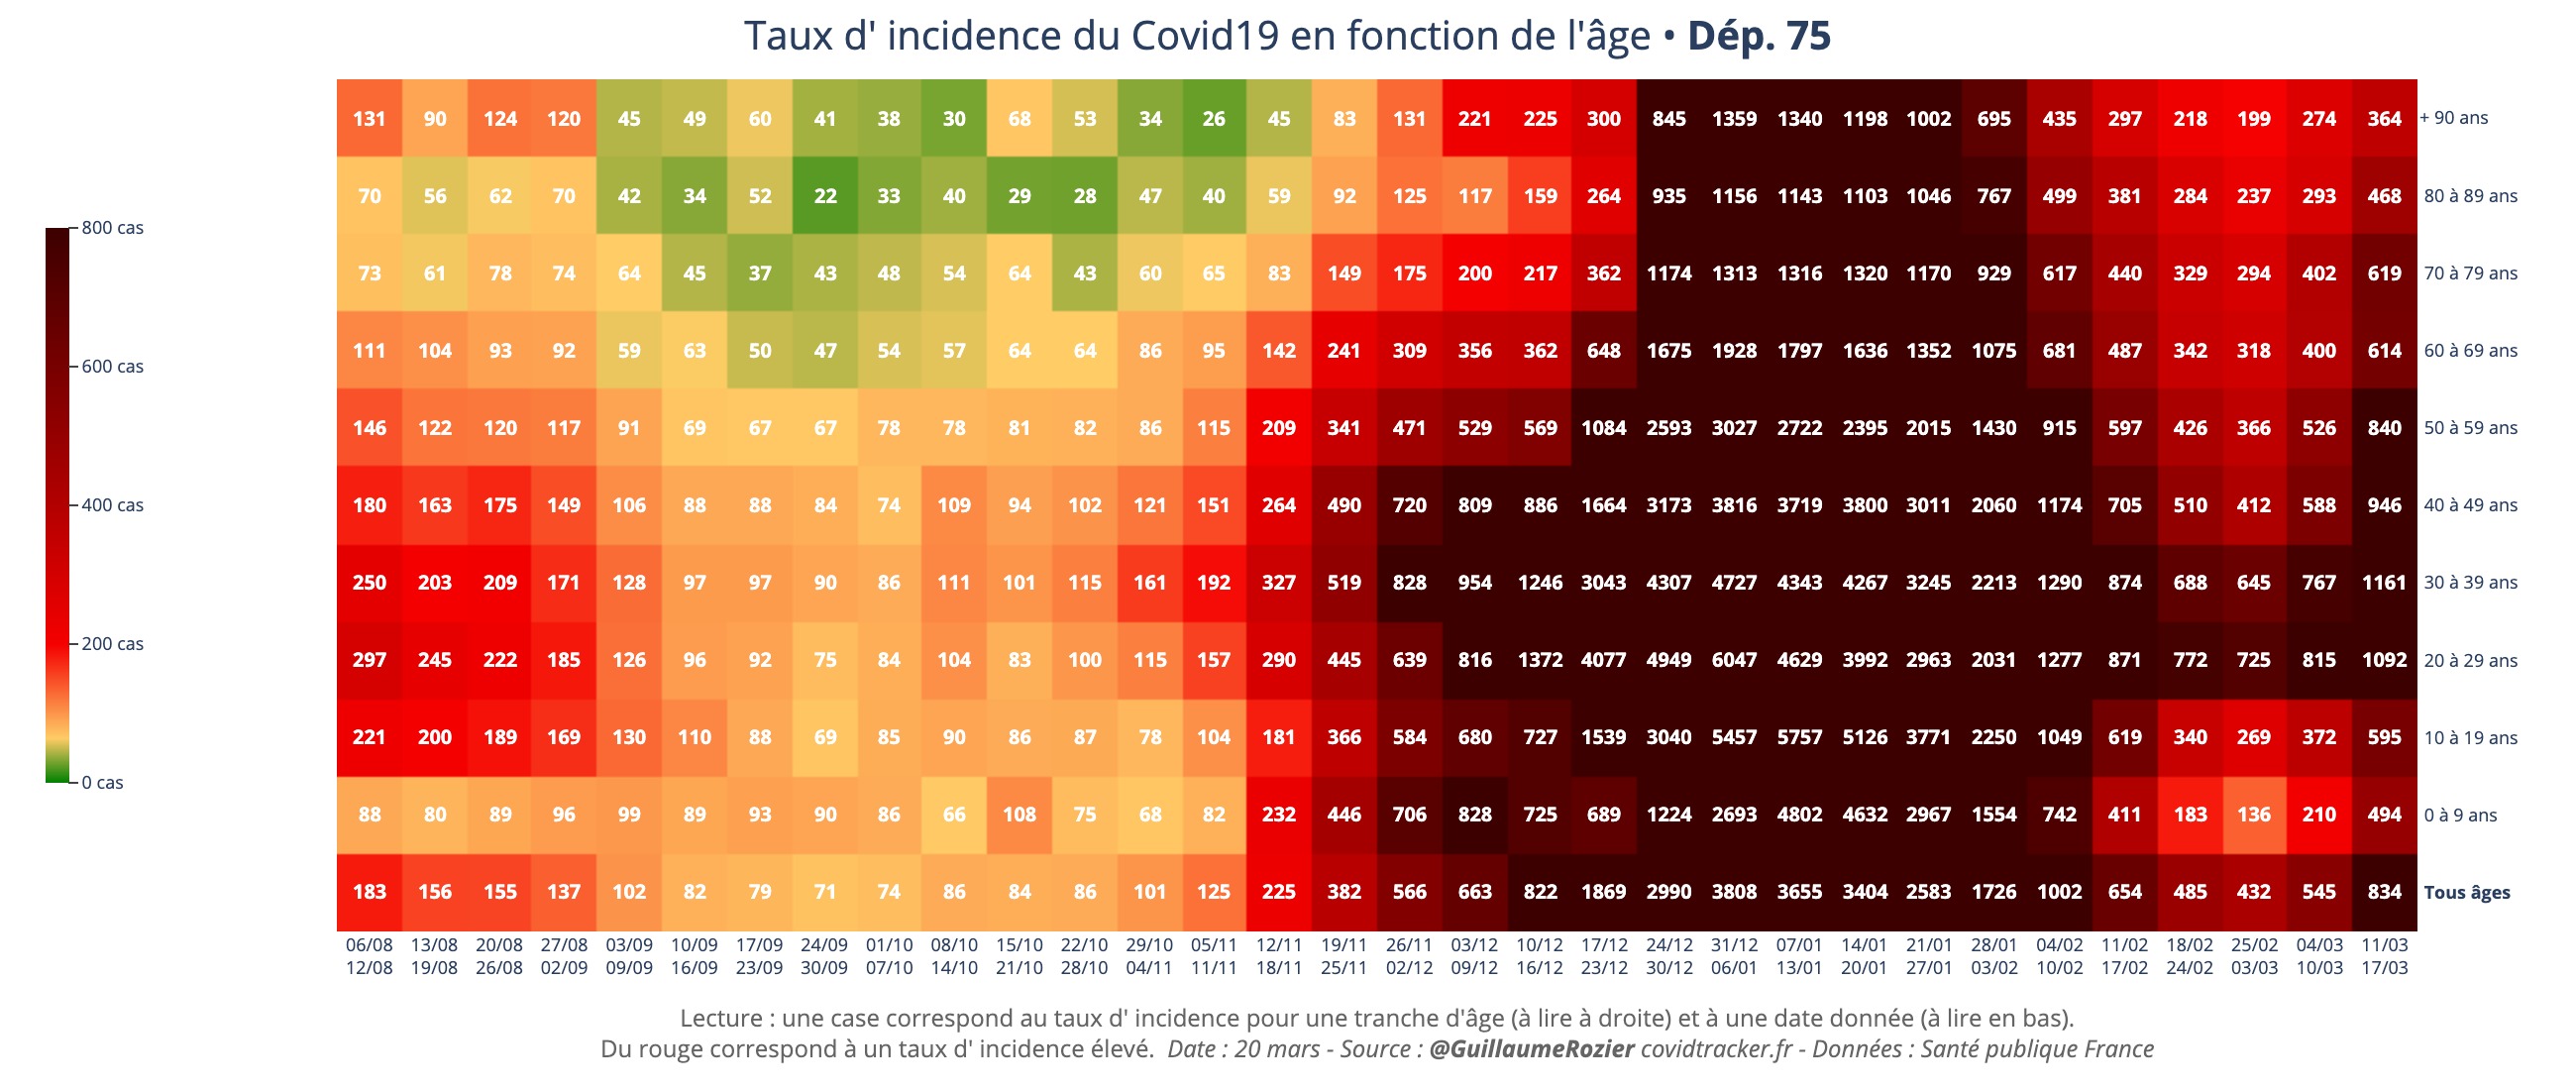 Taux d' incidence du Covid19 en fonction de l'âge • Dép. 75
131 90 124 120 45 49 60 41 38 30 68 53 34 26 45 83 131 221 225 300 845 1359 1340 1198 1002 695 435 297 218 199 274 364 + 90 ans
70 56 62 70 42 34 52 22 33 40 29 28 47 40 59 92 125 117 159 264 935 1156 1143 1103 1046 767 499 381 284 237 293 468 80 à 89 ans
800 cas
73 61 78 74 64 45 37 43 48 54 64 43 60 65 83 149 175 200 217 362 1174 1313 1316 1320 1170 929 617 440 329 294 402 619 70 à 79 ans
111 104 93 92 59 63 50 47 54 57 64 64 86 95 142 241 309 356 362 648 1675 1928 1797 1636 1352 1075 681 487 342 318 400 614 60 à 69 ans
600 cas
146 122 120 117 91 69 67 67 78 78 81 82 86 115 209 341 471 529 569 1084 2593 3027 2722 2395 2015 1430 915 597 426 366 526 840 50 à 59 ans
400 cas
180 163 175 149 106 88 88 84 74 109 94 102 121 151 264 490 720 809 886 1664 3173 3816 3719 3800 3011 2060 1174 705 510 412 588 946 40 à 49 ans
250 203 209 171 128 97 97 90 86 111 101 115 161 192 327 519 828 954 1246 3043 4307 4727 4343 4267 3245 2213 1290 874 688 645 767 1161 30 à 39 ans
200 cas
297 245 222 185 126 96 92 75 84 104 83 100 115 157 290 445 639 816 1372 4077 4949 6047 4629 3992 2963 2031 1277 871 772 725 815 1092 20 à 29 ans
221 200 189 169 130 110 88 69 85 90 86 87 78 104 181 366 584 680 727 1539 3040 5457 5757 5126 3771 2250 1049 619 340 269 372 595 10 à 19 ans
0 cas
88 80 89 96 99 89 93 90 86 66 108 75 68 82 232 446 706 828 725 689 1224 2693 4802 4632 2967 1554 742 411 183 136 210 494 0 à 9 ans
183 156 155 137 102 82 79 71 74 86 84 86 101 125 225 382 566 663 822 1869 2990 3808 3655 3404 2583 1726 1002 654 485 432 545 834 Tous âges
06/08 13/08 20/08 27/08 03/09 10/09 17/09 24/09 01/10 08/10 15/10 22/10 29/10 05/11 12/11 19/11 26/11 03/12 10/12 17/12 24/12 31/12 07/01 14/01 21/01 28/01 04/02 11/02 18/02 25/02 04/03 11/03
12/08 19/08 26/08 02/09 09/09 16/09 23/09 30/09 07/10 14/10 21/10 28/10 04/11 11/11 18/11 25/11 02/12 09/12 16/12 23/12 30/12 06/01 13/01 20/01 27/01 03/02 10/02 17/02 24/02 03/03 10/03 17/03
Lecture : une case correspond au taux d' incidence pour une tranche d'âge (à lire à droite) et à une date donnée (à lire en bas).
Du rouge correspond à un taux d' incidence élevé. Date : 20 mars - Source : @GuillaumeRozier covidtracker.fr - Données : Santé publique France